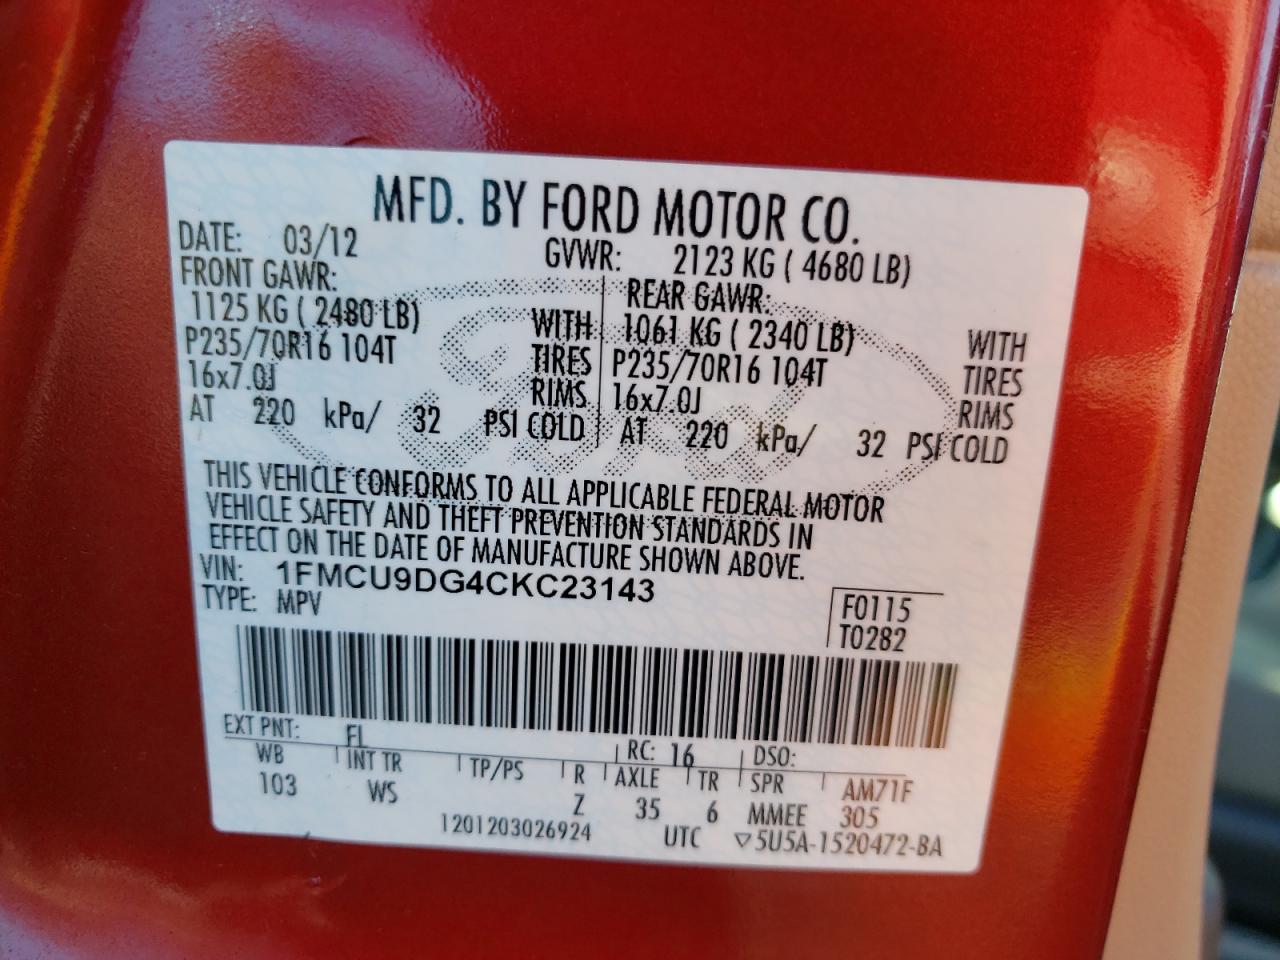 MFD. BY FORD MOTOR CO.
DATE: 03/12 GVWR: 2123 KG ( 4680 LB)
FRONT GAWR: REAR GAWR:
1125 KG ( 2480 LB) WITH 1061 KG ( 2340 LB) WITH
P235/70R16 104T TIRES P235/70R16 104T TIRES
16x7.0J RIMS 16x7.0J RIMS
AT 220 kPa/ 32 PSI COLD AT 220 kPa/ 32 PSI COLD
Ford
THIS VEHICLE CONFORMS TO ALL APPLICABLE FEDERAL MOTOR
VEHICLE SAFETY AND THEFT PREVENTION STANDARDS IN
EFFECT ON THE DATE OF MANUFACTURE SHOWN ABOVE.
VIN: 1FMCU9DG4CKC23143
TYPE: MPV F0115
T0282
EXT PNT: FL RC: 16 DSO:
WB INT TR TP/PS R AXLE TR SPR AM71F
103 WS Z 35 6 MMEE 305
1201203026924 UTC ▽5U5A-1520472-BA